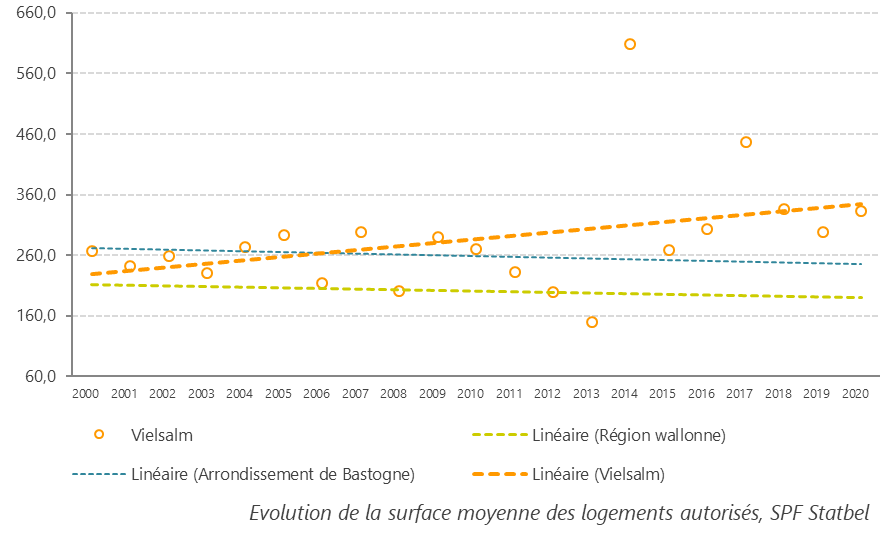 660,0
560,0
460,0
360,0
260,0
160,0
60,0
2000 2001 2002 2003 2004 2005 2006 2007 2008 2009 2010 2011 2012 2013 2014 2015 2016 2017 2018 2019 2020
Vielsalm Linéaire (Région wallonne)
Linéaire (Arrondissement de Bastogne) Linéaire (Vielsalm)
Evolution de la surface moyenne des logements autorisés, SPF Statbel